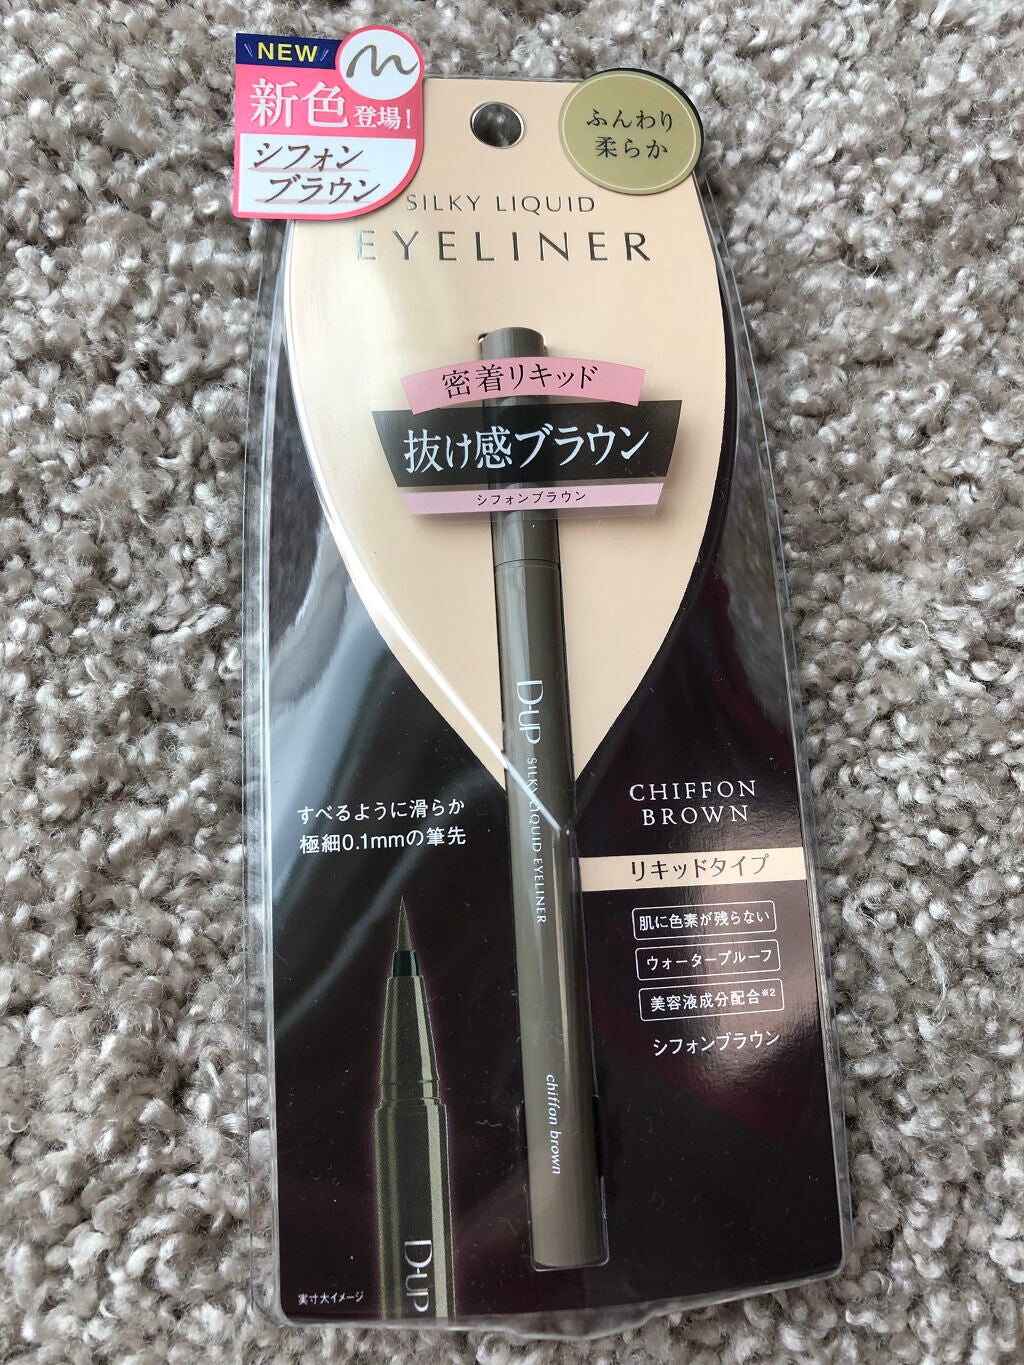 NEW
新色登場!
シフォン
ブラウン
ふんわり
柔らか
SILKY LIQUID
EYELINER
密着リキッド
抜け感ブラウン
シフォンブラウン
D-UP SILKY LIQUID EYELINER
chiffon brown
すべるように滑らか
極細0.1mmの筆先
D-UP
実寸大イメージ
CHIFFON
BROWN
リキッドタイプ
肌に色素が残らない
ウォータープルーフ
美容液成分配合※2
シフォンブラウン